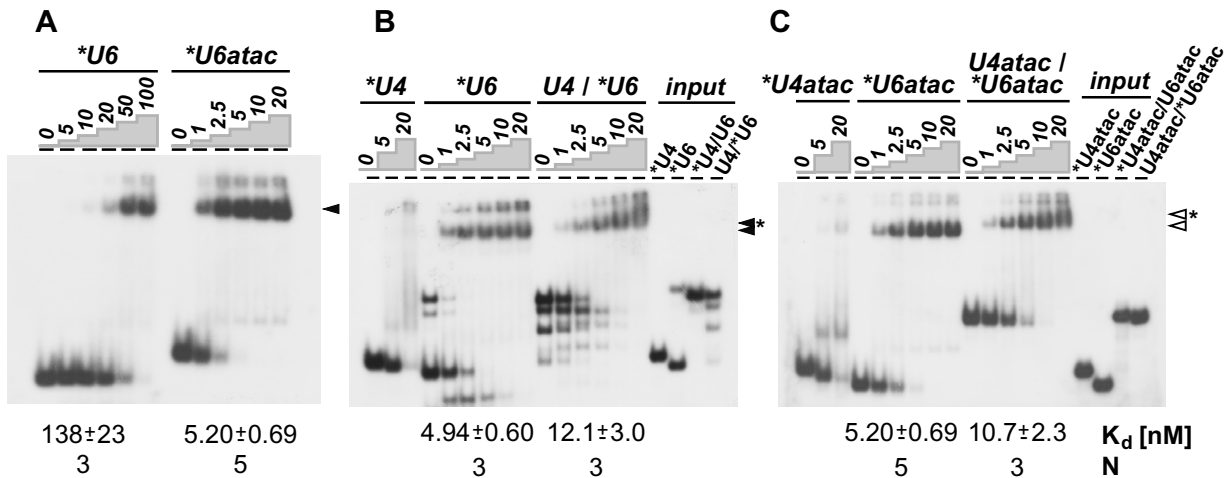 A
*U6
*U6atac
0 5 10 20 50 100
0 1 2.5 5 10 20
138±23
5.20±0.69
3
5
B
*U4
*U6
U4 / *U6
input
0 5 20
0 1 2.5 5 10 20
0 1 2.5 5 10 20
*U4
*U6
*U4/U6
U4/*U6
*
4.94±0.60
12.1±3.0
3
3
C
*U4atac
*U6atac
U4atac /
*U6atac
input
0 5 20
0 1 2.5 5 10 20
0 1 2.5 5 10 20
*U4atac
*U6atac
*U4atac/U6atac
U4atac/*U6atac
*
5.20±0.69
10.7±2.3
Kd [nM]
5
3
N